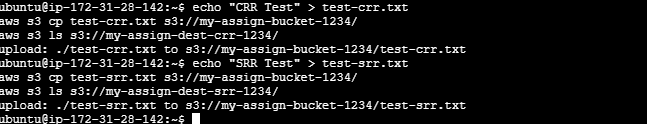 ubuntu@ip-172-31-28-142:~$ echo "CRR Test" > test-crr.txt
aws s3 cp test-crr.txt s3://my-assign-bucket-1234/
aws s3 ls s3://my-assign-dest-crr-1234/
upload: ./test-crr.txt to s3://my-assign-bucket-1234/test-crr.txt
ubuntu@ip-172-31-28-142:~$ echo "SRR Test" > test-srr.txt
aws s3 cp test-srr.txt s3://my-assign-bucket-1234/
aws s3 ls s3://my-assign-dest-srr-1234/
upload: ./test-srr.txt to s3://my-assign-bucket-1234/test-srr.txt
ubuntu@ip-172-31-28-142:~$